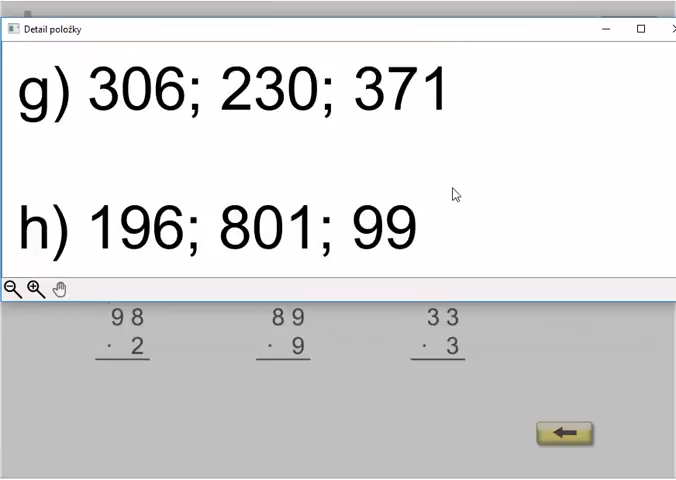 Detail položky
g) 306; 230; 371
h) 196; 801; 99
98 89 33
· 2 · 9 · 3